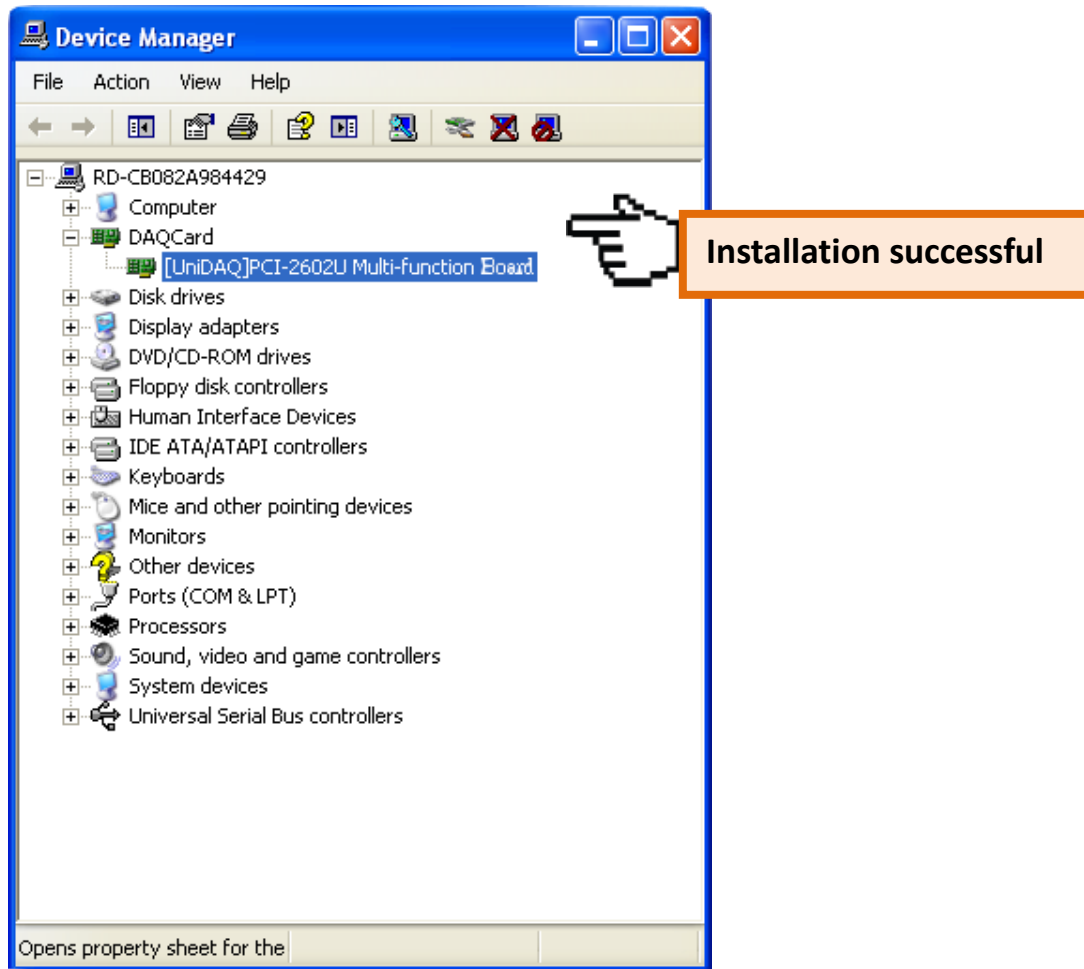 Device Manager
File Action View Help
RD-CB082A984429
Computer
DAQCard
[UniDAQ]PCI-2602U Multi-function Board
Installation successful
Disk drives
Display adapters
DVD/CD-ROM drives
Floppy disk controllers
Human Interface Devices
IDE ATA/ATAPI controllers
Keyboards
Mice and other pointing devices
Monitors
Other devices
Ports (COM & LPT)
Processors
Sound, video and game controllers
System devices
Universal Serial Bus controllers
Opens property sheet for the